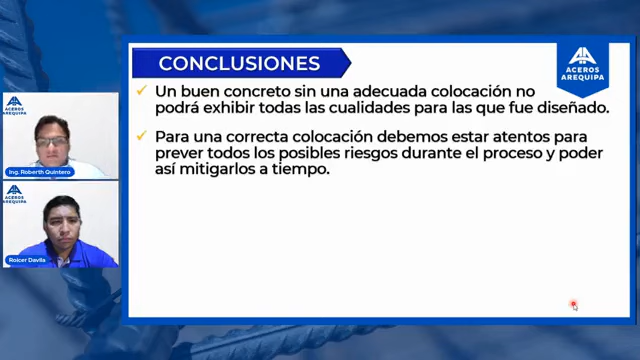 CONCLUSIONES
ACEROS
AREQUIPA
Un buen concreto sin una adecuada colocación no
podrá exhibir todas las cualidades para las que fue diseñado.
Para una correcta colocación debemos estar atentos para
prever todos los posibles riesgos durante el proceso y poder
así mitigarlos a tiempo.
ACEROS
AREQUIPA
Ing. Roberth Quintero
ACEROS
AREQUIPA
Roicer Davila